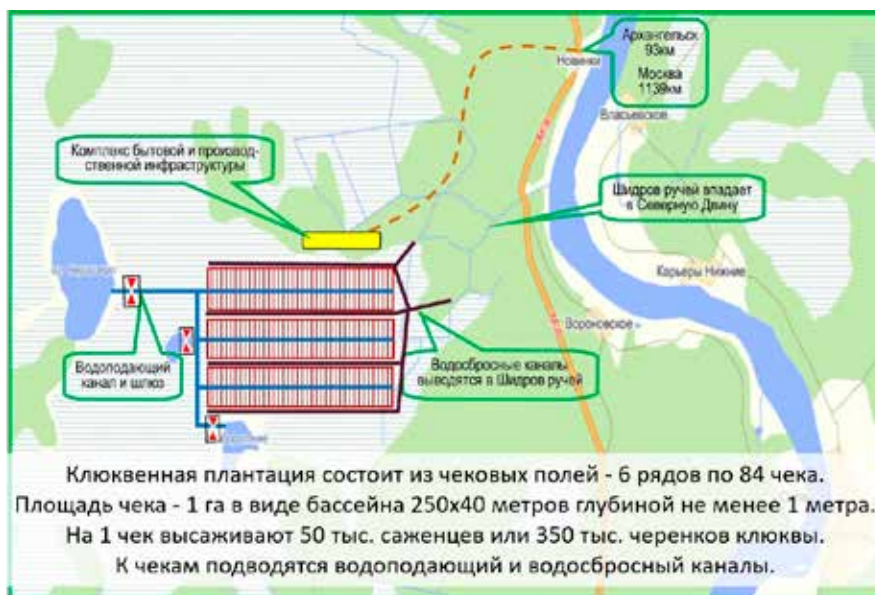 Архангельск
93км
Москва
1139км
Новинки
Власьевское
Комплекс бытовой и производ-
ственной инфраструктуры
Шидров ручей впадает
в Северную Двину
Карьеры Нижние
Вороновское
Водоподающий
канал и шлюз
Водосбросные каналы
выводятся в Шидров ручей
Клюквенная плантация состоит из чековых полей - 6 рядов по 84 чека.
Площадь чека - 1 га в виде бассейна 250х40 метров глубиной не менее 1 метра.
На 1 чек высаживают 50 тыс. саженцев или 350 тыс. черенков клюквы.
К чекам подводятся водоподающий и водосбросный каналы.